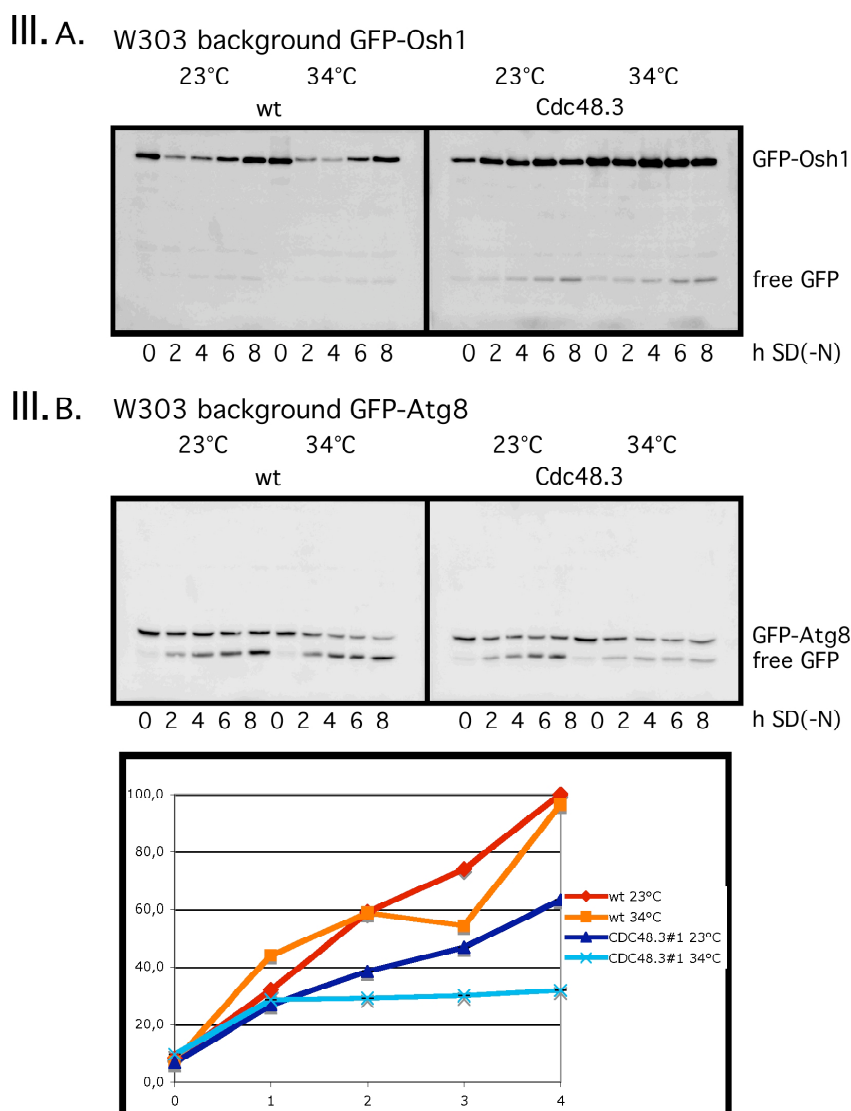 III. A. W303 background GFP-Osh1
23°C 34°C 23°C 34°C
wt Cdc48.3
GFP-Osh1
free GFP
0 2 4 6 8 0 2 4 6 8 0 2 4 6 8 0 2 4 6 8 h SD(-N)
III. B. W303 background GFP-Atg8
23°C 34°C 23°C 34°C
wt Cdc48.3
GFP-Atg8
free GFP
0 2 4 6 8 0 2 4 6 8 0 2 4 6 8 0 2 4 6 8 h SD(-N)
100,0
80,0
60,0
40,0
20,0
0,0
0 1 2 3 4
wt 23ºC
wt 34ºC
CDC48.3#1 23ºC
CDC48.3#1 34ºC